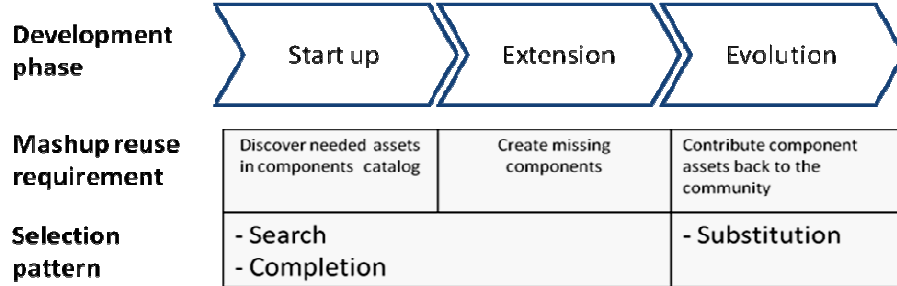 Development
phase
Start up
Extension
Evolution
Mashup reuse
requirement
Discover needed assets
in components catalog
Create missing
components
Contribute component
assets back to the
community
Selection
pattern
- Search
- Completion
- Substitution